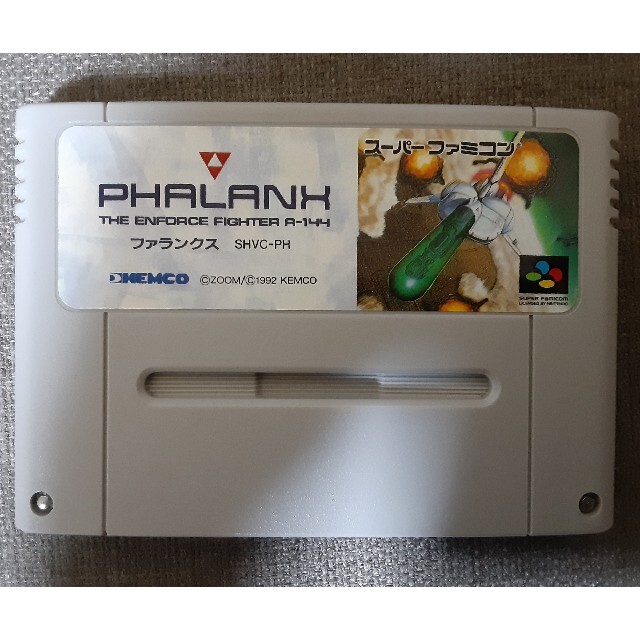 PHALANX
THE ENFORCE FIGHTER A-144
ファランクス SHVC-PH
KEMCO ©ZOOM/©1992 KEMCO
スーパーファミコン
SUPER FAMICOM
LICENSED BY NINTENDO